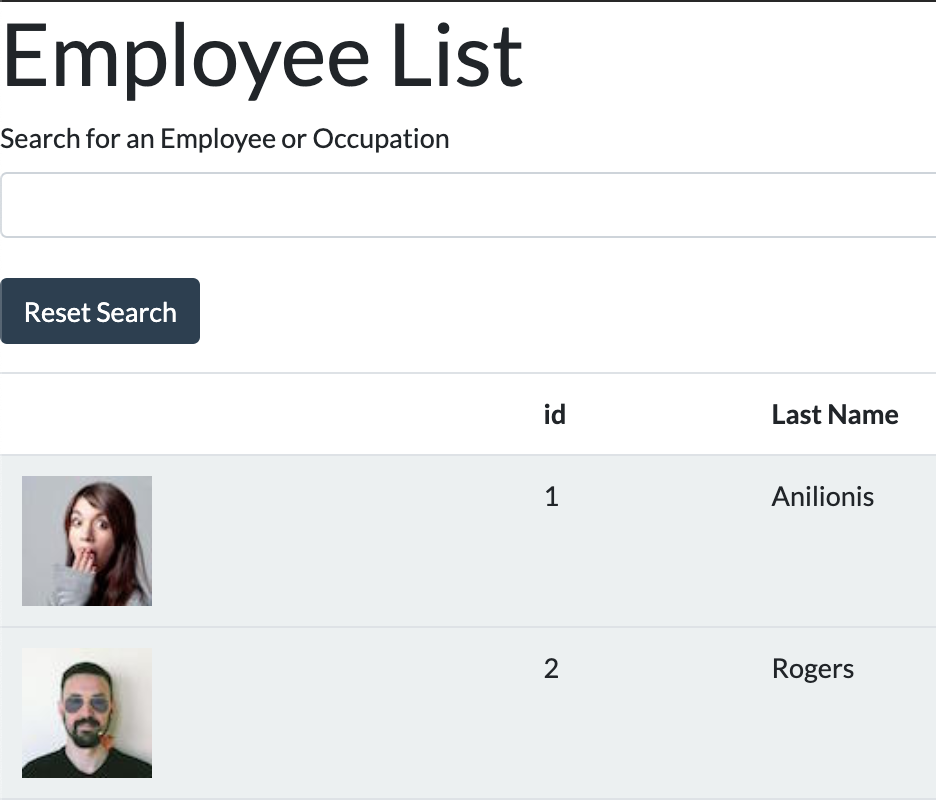 Employee List
Search for an Employee or Occupation
Reset Search
id Last Name
1 Anilionis
2 Rogers